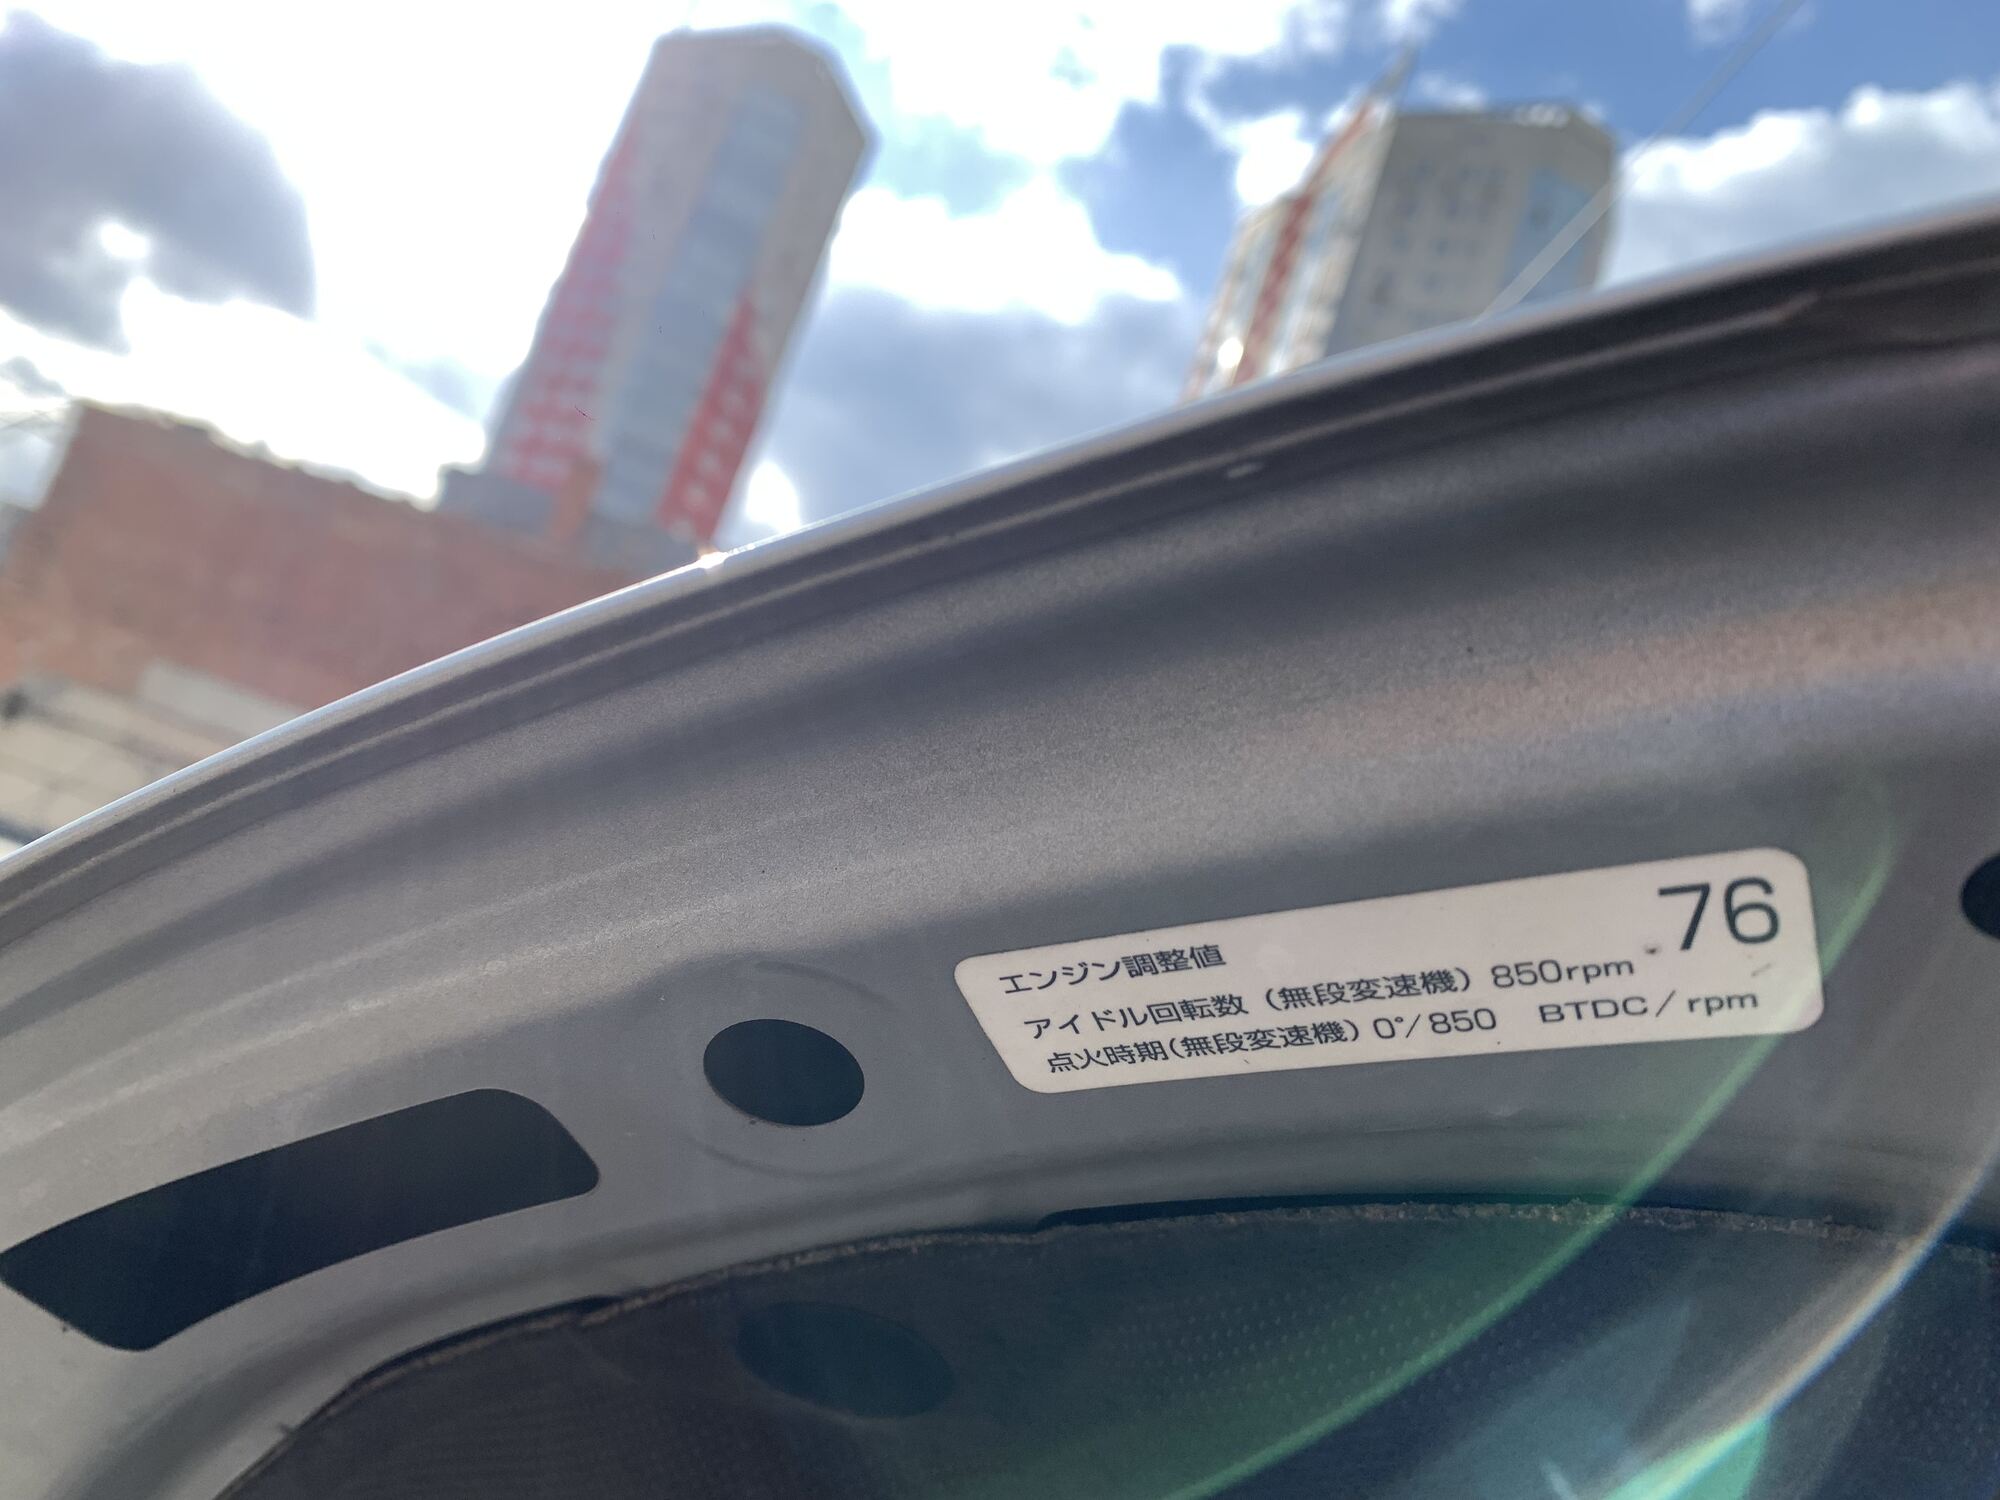 エンジン調整値 76
アイドル回転数（無段変速機）850rpm
点火時期（無段変速機）0°／850 BTDC／rpm